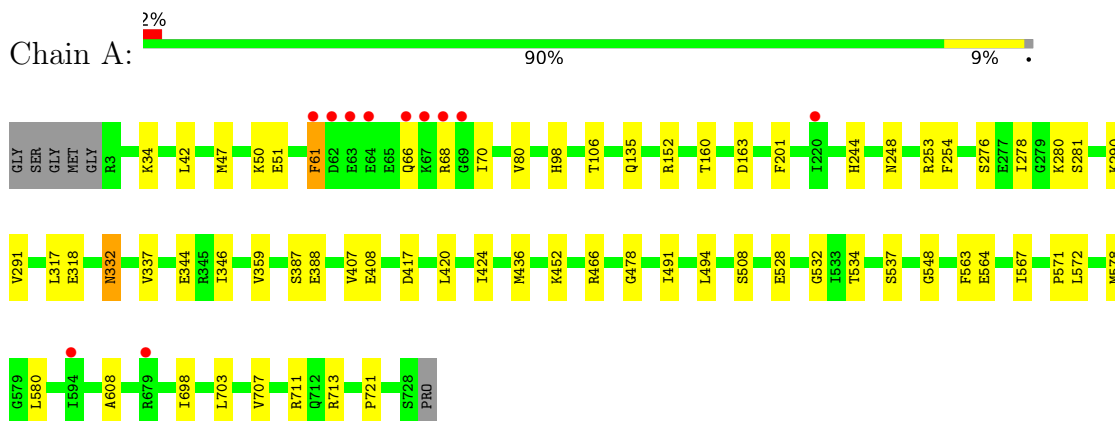 2%
Chain A:
90% 9% •
GLY SER GLY MET GLY R3 K34 L42 M47 K50 E51 F61 D62 E63 E64 E65 Q66 K67 R68 G69 I70 V80 H98 T106 Q135 R152 T160 D163 F201 I220 H244 N248 R253 F254 S276 E277 I278 G279 K280 S281
V291 L317 E318 N332 V337 E344 R345 I346 V359 S387 E388 V407 E408 D417 L420 I424 M436 K452 R466 G478 I491 L494 S508 E528 G532 I533 T534 S537 G548 F563 E564 I567 P571 L572
G579 L580 I594 A608 R679 I698 L703 V707 R711 Q712 R713 P721 S728 PRO